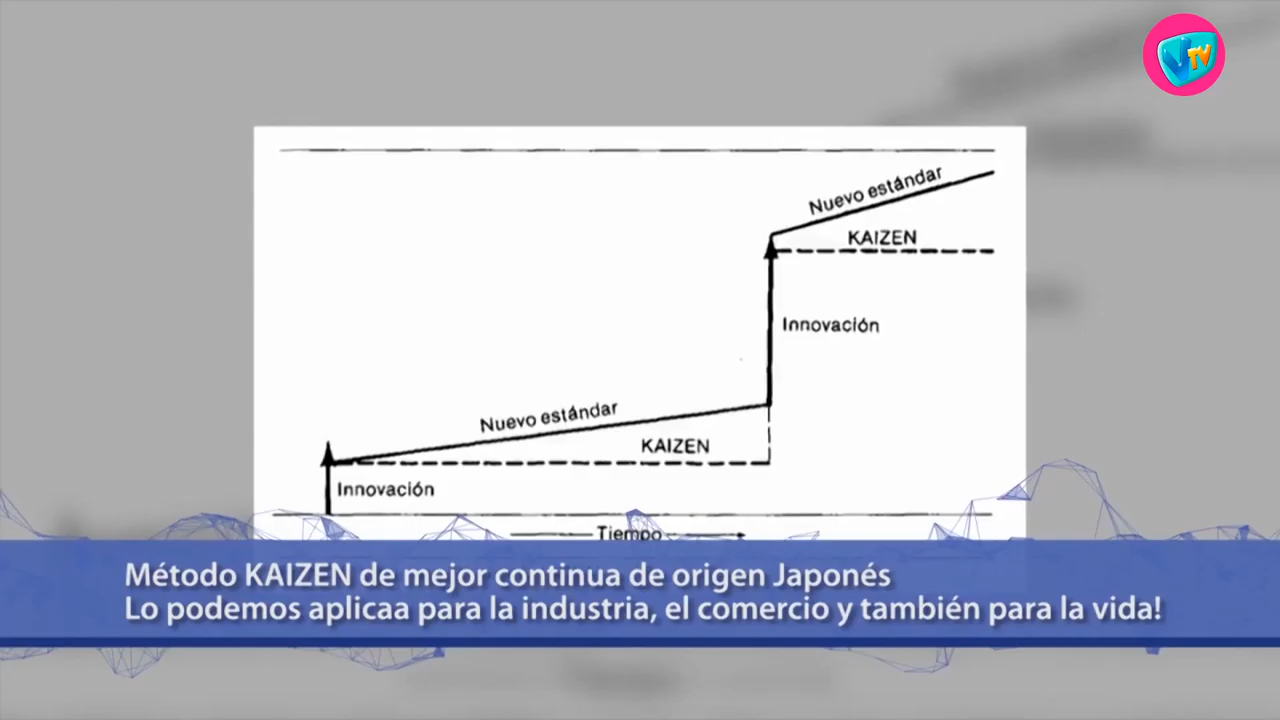 VTV
Nuevo estándar
KAIZEN
Innovación
Nuevo estándar
KAIZEN
Innovación
Tiempo
Método KAIZEN de mejor continua de origen Japonés
Lo podemos aplicaa para la industria, el comercio y también para la vida!